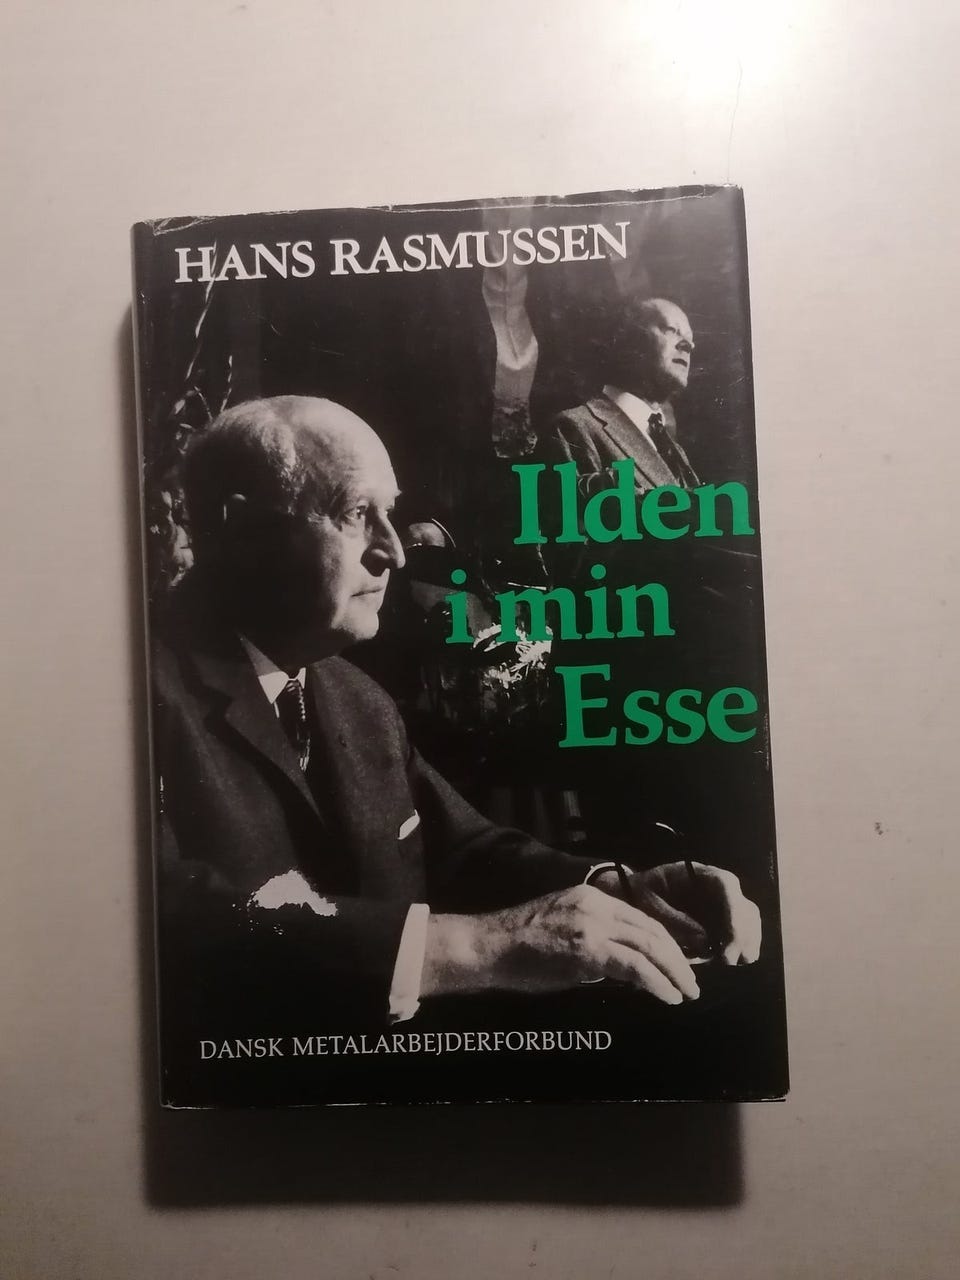 HANS RASMUSSEN
Ilden
i min
Esse
DANSK METALARBEJDERFORBUND